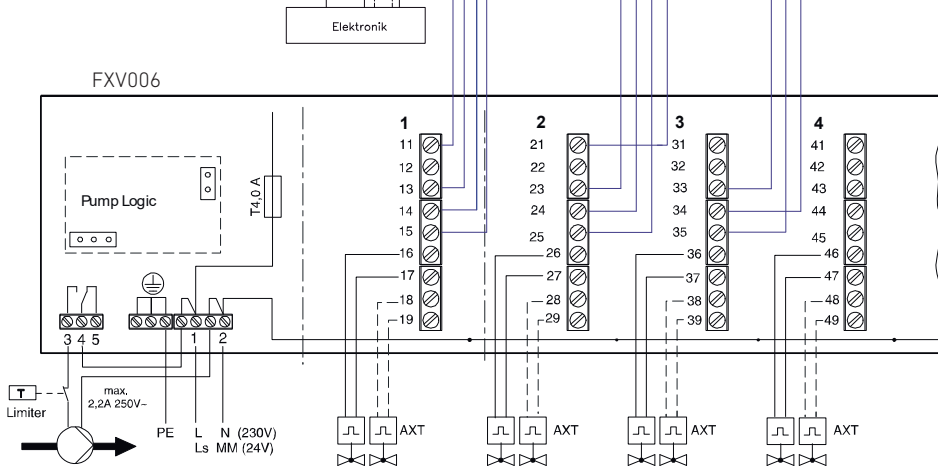 Elektronik
FXV006
1 2 3 4
11 21 31 41
12 22 32 42
13 23 33 43
14 24 34 44
15 25 35 45
16 26 36 46
17 27 37 47
18 28 38 48
19 29 39 49
Pump Logic
T4,0 A
3 4 5 1 2
T
Limiter
max.
2,2A 250V~
PE L N (230V)
Ls MM (24V)
AXT AXT AXT AXT